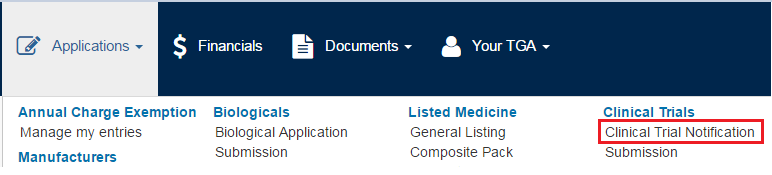 Applications
Financials
Documents
Your TGA
Annual Charge Exemption
Manage my entries
Manufacturers
Biologicals
Biological Application
Submission
Listed Medicine
General Listing
Composite Pack
Clinical Trials
Clinical Trial Notification
Submission